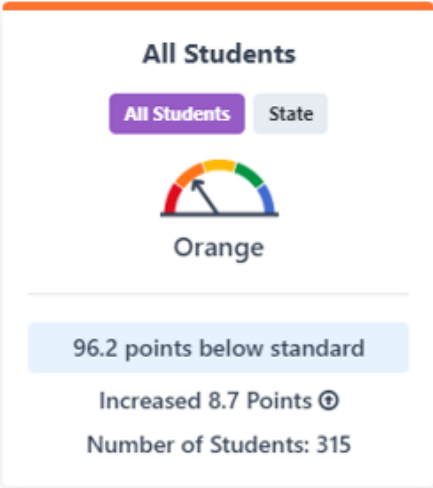 All Students
All Students State
Orange
96.2 points below standard
Increased 8.7 Points
Number of Students: 315